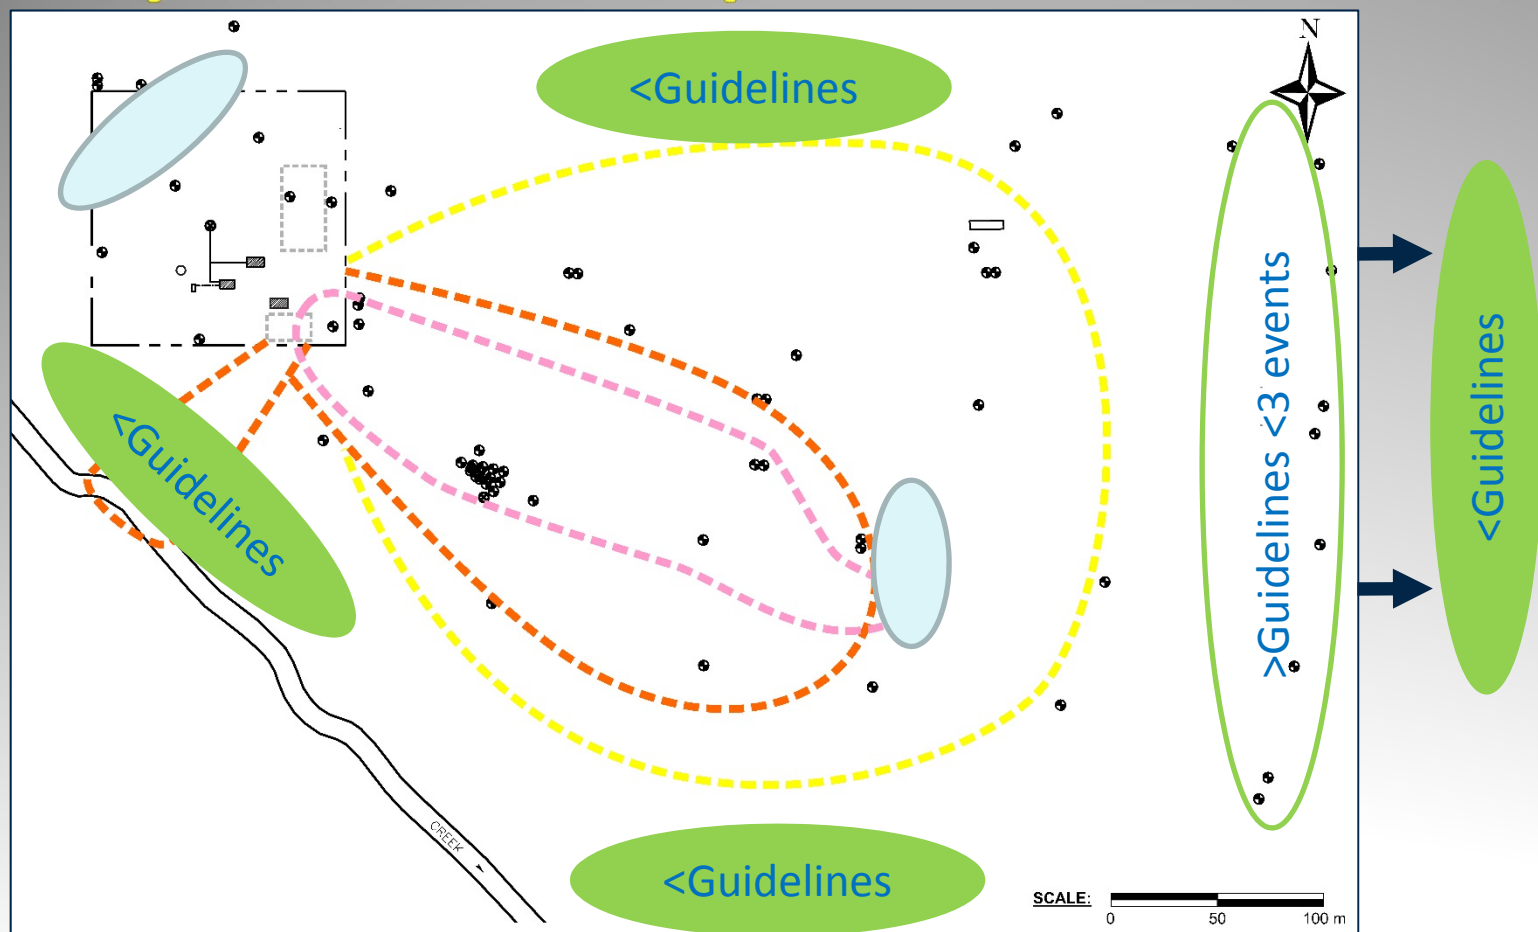 N
<Guidelines
>Guidelines <3 events
<Guidelines
<Guidelines
CREEK
<Guidelines
SCALE:
0 50 100 m